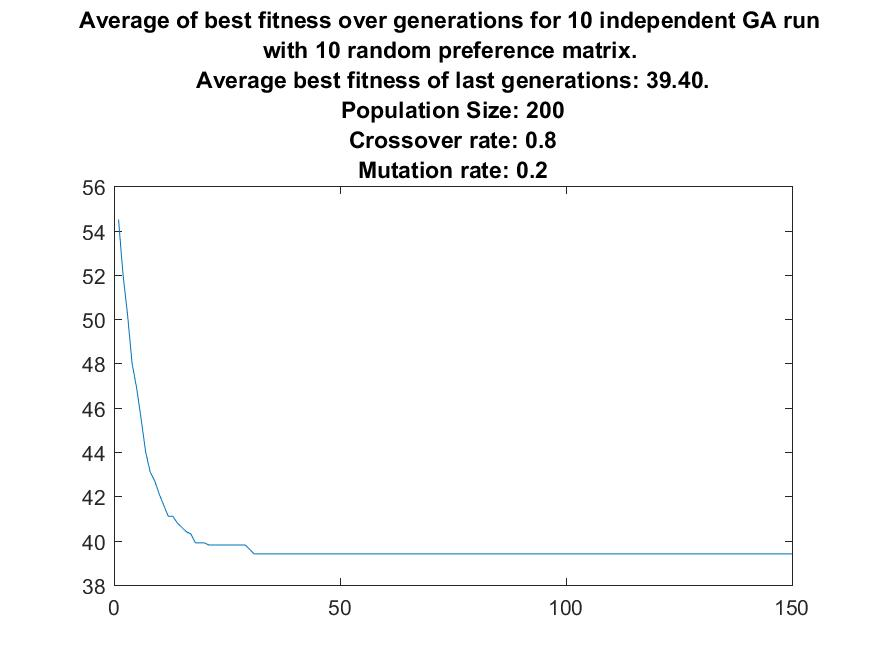 Average of best fitness over generations for 10 independent GA run
with 10 random preference matrix.
Average best fitness of last generations: 39.40.
Population Size: 200
Crossover rate: 0.8
Mutation rate: 0.2
56
54
52
50
48
46
44
42
40
38
0
50
100
150